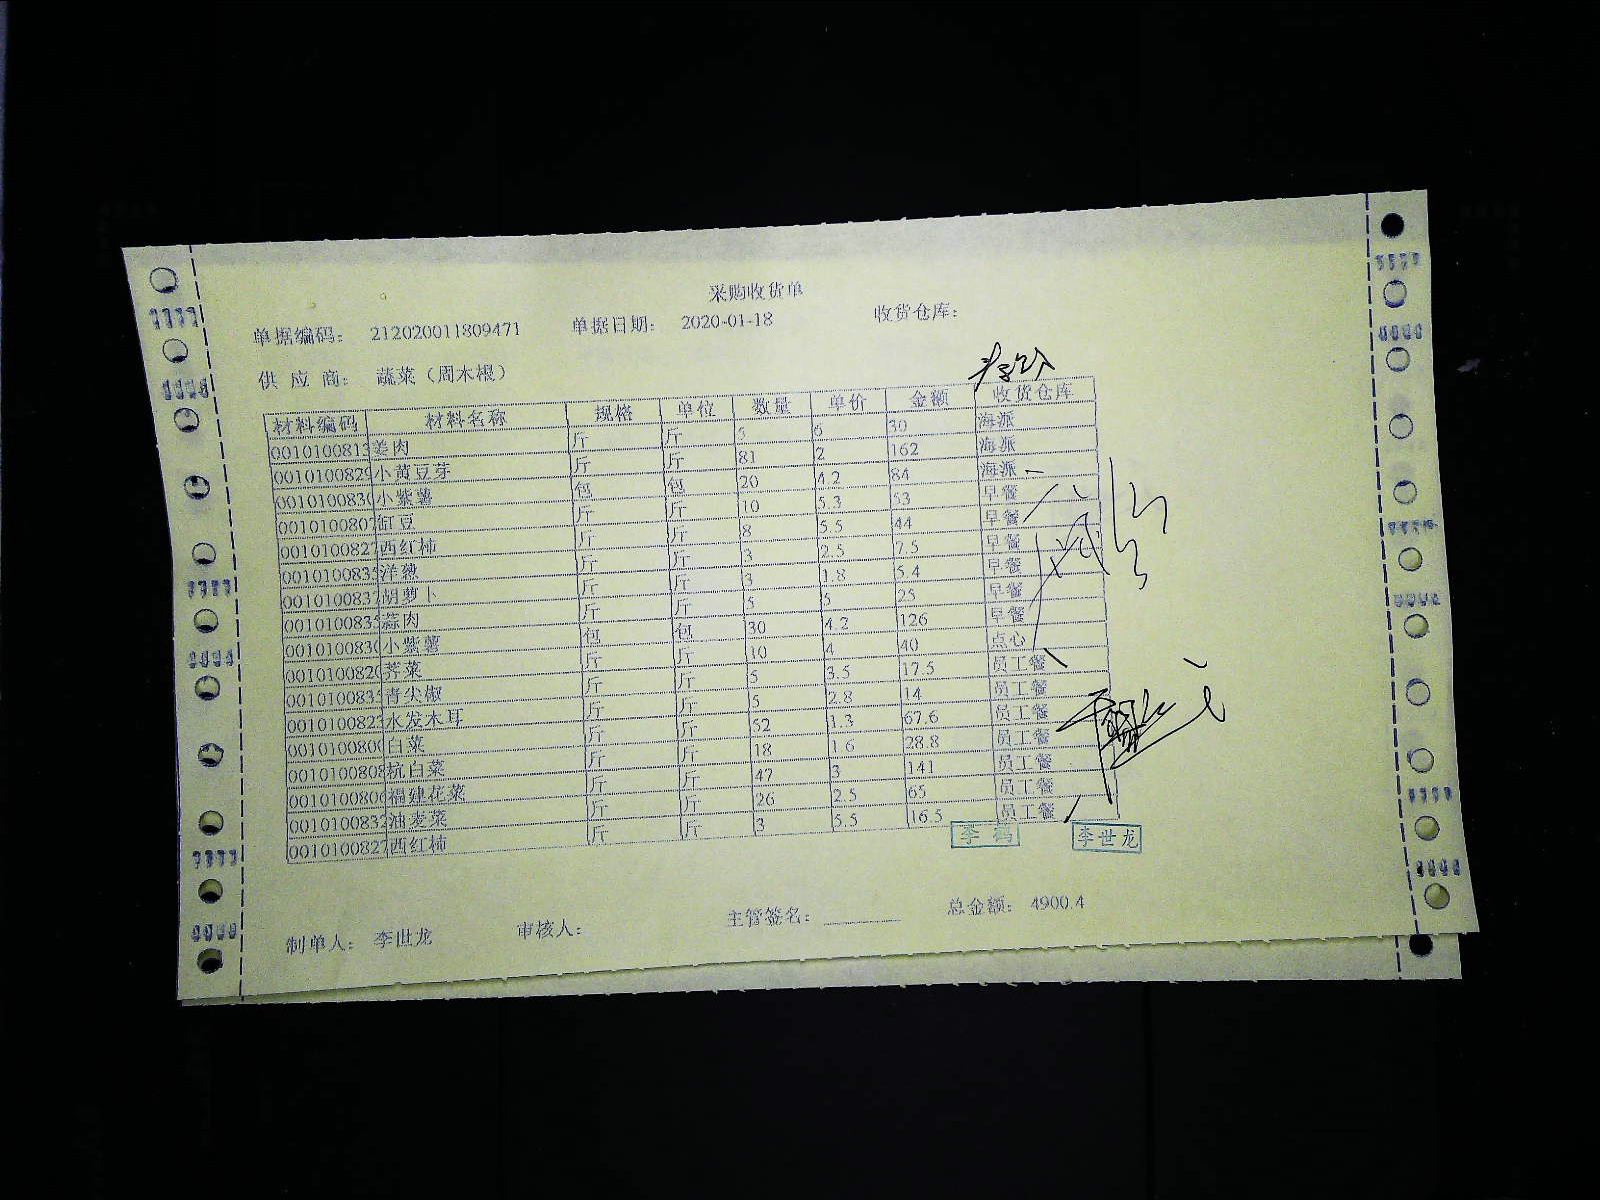 采购收货单
单据编码： 212020011809471 单据日期： 2020-01-18 收货仓库：
供 应 商： 蔬菜（周木根）
材料编码 材料名称 规格 单位 数量 单价 金额 收货仓库
0010100813 姜肉 斤 斤 5 6 30 海派
0010100829 小黄豆芽 斤 斤 81 2 162 海派
001010083 小紫薯 包 包 20 4.2 84 海派
001010080 豇豆 斤 斤 10 5.3 53 早餐
0010100827 西红柿 斤 斤 8 5.5 44 早餐
001010083 洋葱 斤 斤 3 2.5 7.5 早餐
001010083 胡萝卜 斤 斤 3 1.8 5.4 早餐
001010083 蒜肉 斤 斤 5 5 25 早餐
001010083 小紫薯 包 包 30 4.2 126 早餐
001010082 荠菜 斤 斤 10 4 40 点心
001010083 青尖椒 斤 斤 5 3.5 17.5 员工餐
0010100823 水发木耳 斤 斤 5 2.8 14 员工餐
001010080 白菜 斤 斤 52 1.3 67.6 员工餐
0010100808 杭白菜 斤 斤 18 1.6 28.8 员工餐
001010080 福建花菜 斤 斤 47 3 141 员工餐
0010100832 油麦菜 斤 斤 26 2.5 65 员工餐
0010100827 西红柿 斤 斤 3 5.5 16.5 员工餐
李世龙
制单人： 李世龙 审核人： 主管签名： 总金额： 4900.4